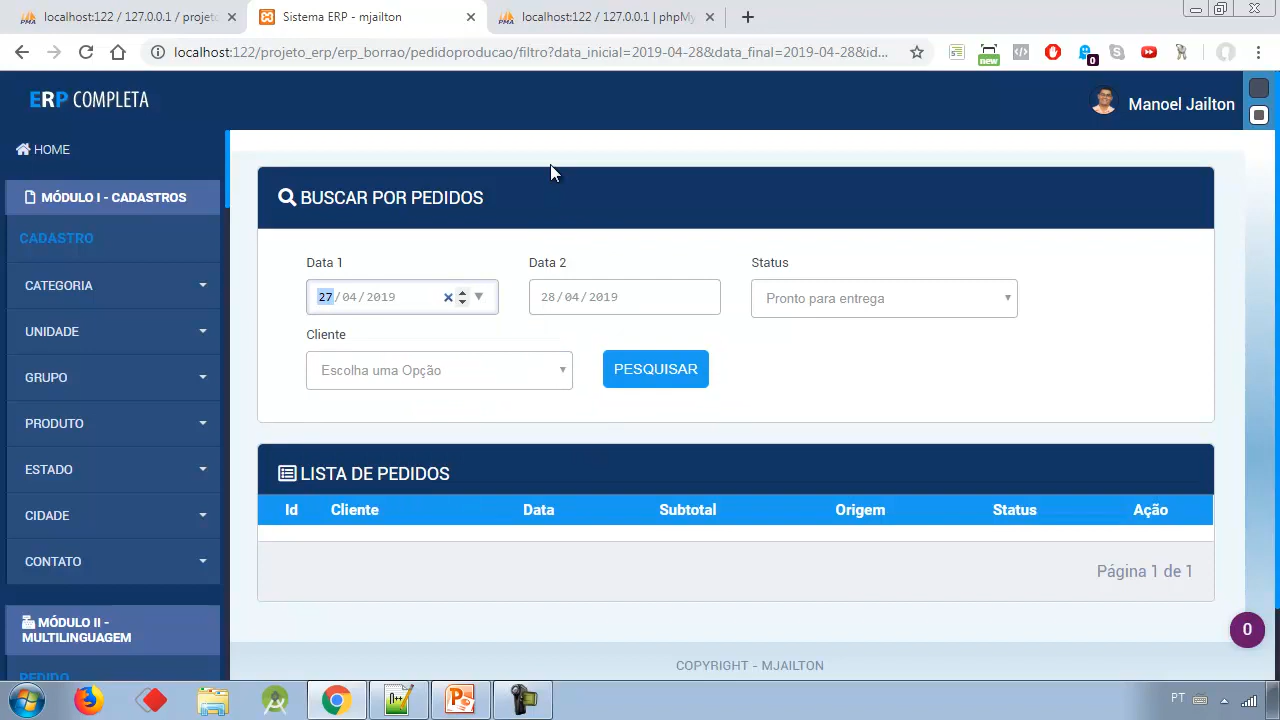 localhost:122 / 127.0.0.1 / projeto
Sistema ERP - mjailton
localhost:122 / 127.0.0.1 | phpMy
localhost:122/projeto_erp/erp_borrao/pedidoproducao/filtro?data_inicial=2019-04-28&data_final=2019-04-28&id...
new
0
ERP COMPLETA
Manoel Jailton
HOME
MÓDULO I - CADASTROS
CADASTRO
CATEGORIA
UNIDADE
GRUPO
PRODUTO
ESTADO
CIDADE
CONTATO
MÓDULO II -
MULTILINGUAGEM
PEDIDO
BUSCAR POR PEDIDOS
Data 1
Data 2
Status
27/04/2019
28/04/2019
Pronto para entrega
Cliente
Escolha uma Opção
PESQUISAR
LISTA DE PEDIDOS
Id Cliente Data Subtotal Origem Status Ação
Página 1 de 1
0
COPYRIGHT - MJAILTON
PT